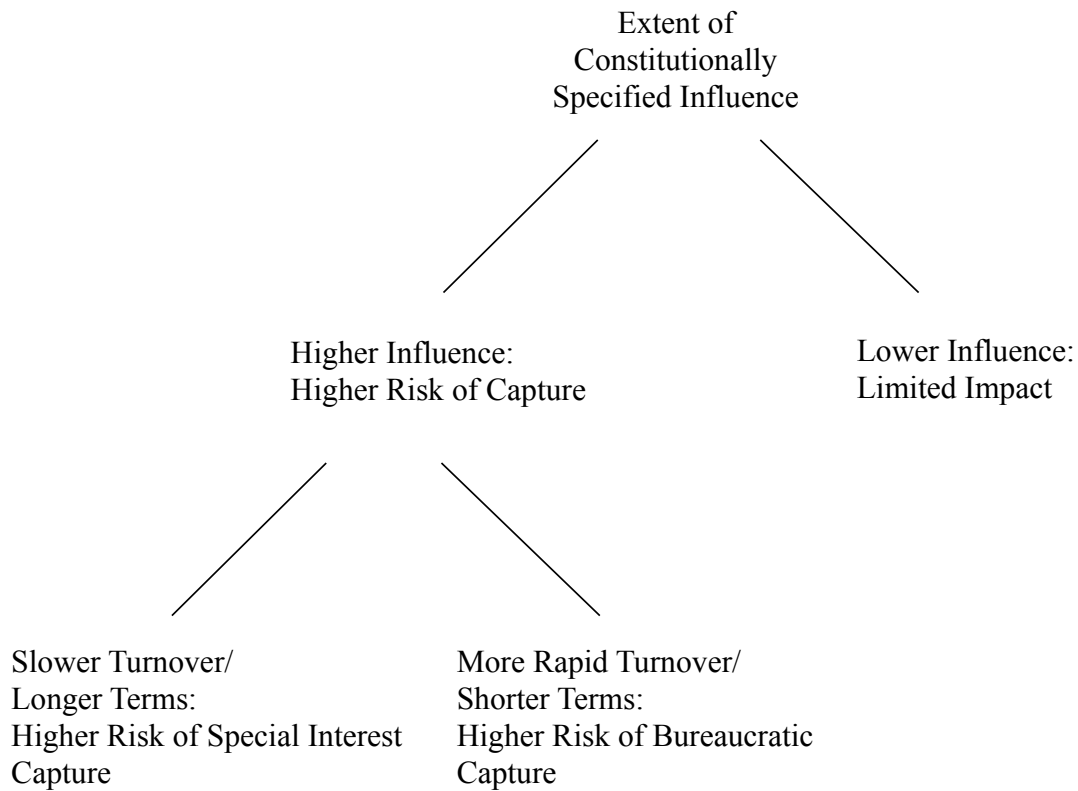 Extent of
Constitutionally
Specified Influence
Higher Influence:
Higher Risk of Capture
Lower Influence:
Limited Impact
Slower Turnover/
Longer Terms:
Higher Risk of Special Interest
Capture
More Rapid Turnover/
Shorter Terms:
Higher Risk of Bureaucratic
Capture